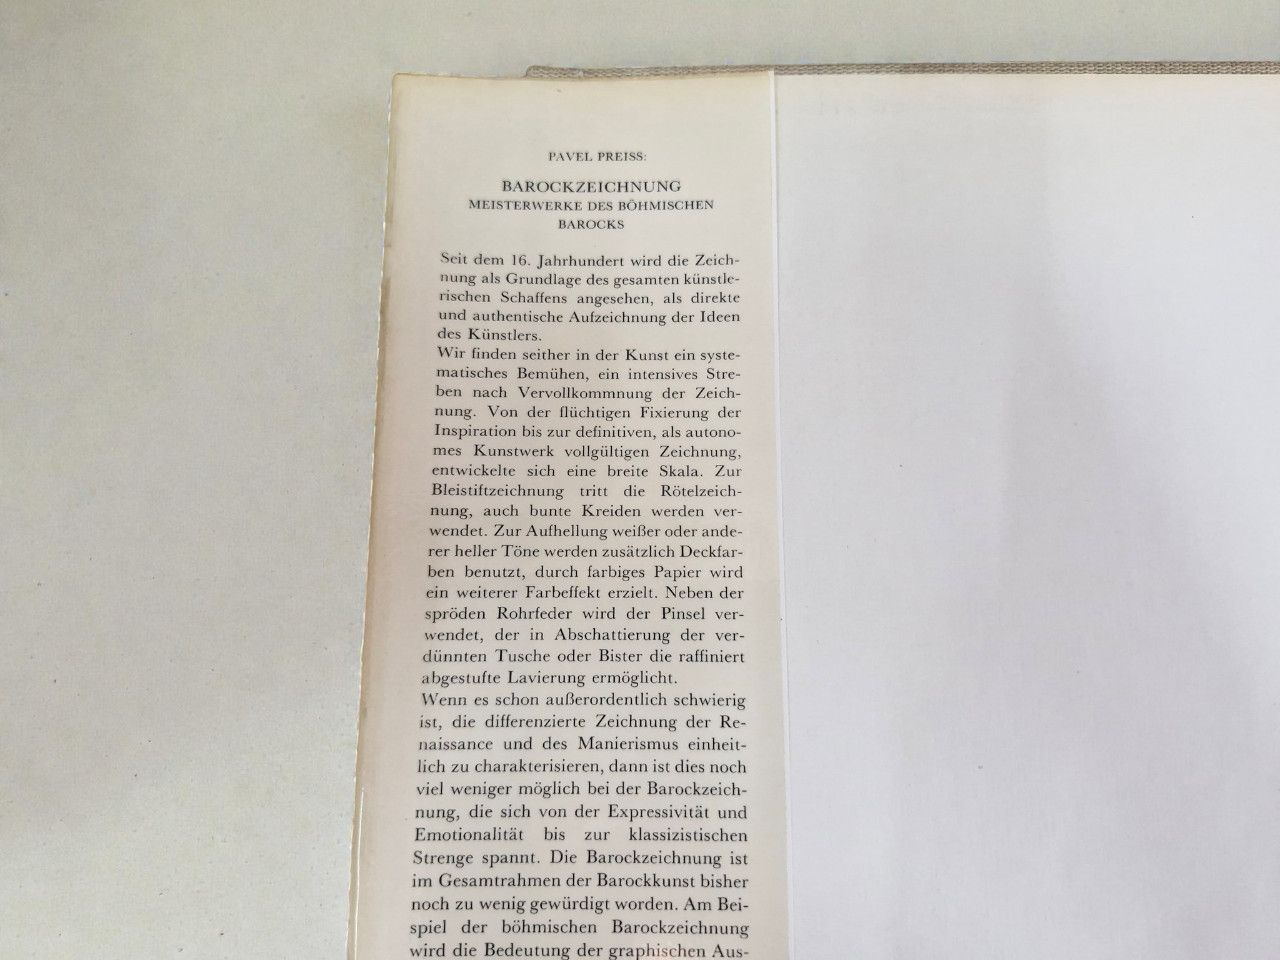 PAVEL PREISS:
BAROCKZEICHNUNG
MEISTERWERKE DES BÖHMISCHEN
BAROCKS
Seit dem 16. Jahrhundert wird die Zeich-
nung als Grundlage des gesamten künstle-
rischen Schaffens angesehen, als direkte
und authentische Aufzeichnung der Ideen
des Künstlers.
Wir finden seither in der Kunst ein syste-
matisches Bemühen, ein intensives Stre-
ben nach Vervollkommnung der Zeich-
nung. Von der flüchtigen Fixierung der
Inspiration bis zur definitiven, als autono-
mes Kunstwerk vollgültigen Zeichnung,
entwickelte sich eine breite Skala. Zur
Bleistiftzeichnung tritt die Rötelzeich-
nung, auch bunte Kreiden werden ver-
wendet. Zur Aufhellung weißer oder ande-
rer heller Töne werden zusätzlich Deckfar-
ben benutzt, durch farbiges Papier wird
ein weiterer Farbeffekt erzielt. Neben der
spröden Rohrfeder wird der Pinsel ver-
wendet, der in Abschattierung der ver-
dünnten Tusche oder Bister die raffiniert
abgestufte Lavierung ermöglicht.
Wenn es schon außerordentlich schwierig
ist, die differenzierte Zeichnung der Re-
naissance und des Manierismus einheit-
lich zu charakterisieren, dann ist dies noch
viel weniger möglich bei der Barockzeich-
nung, die sich von der Expressivität und
Emotionalität bis zur klassizistischen
Strenge spannt. Die Barockzeichnung ist
im Gesamtrahmen der Barockkunst bisher
noch zu wenig gewürdigt worden. Am Bei-
spiel der böhmischen Barockzeichnung
wird die Bedeutung der graphischen Aus-